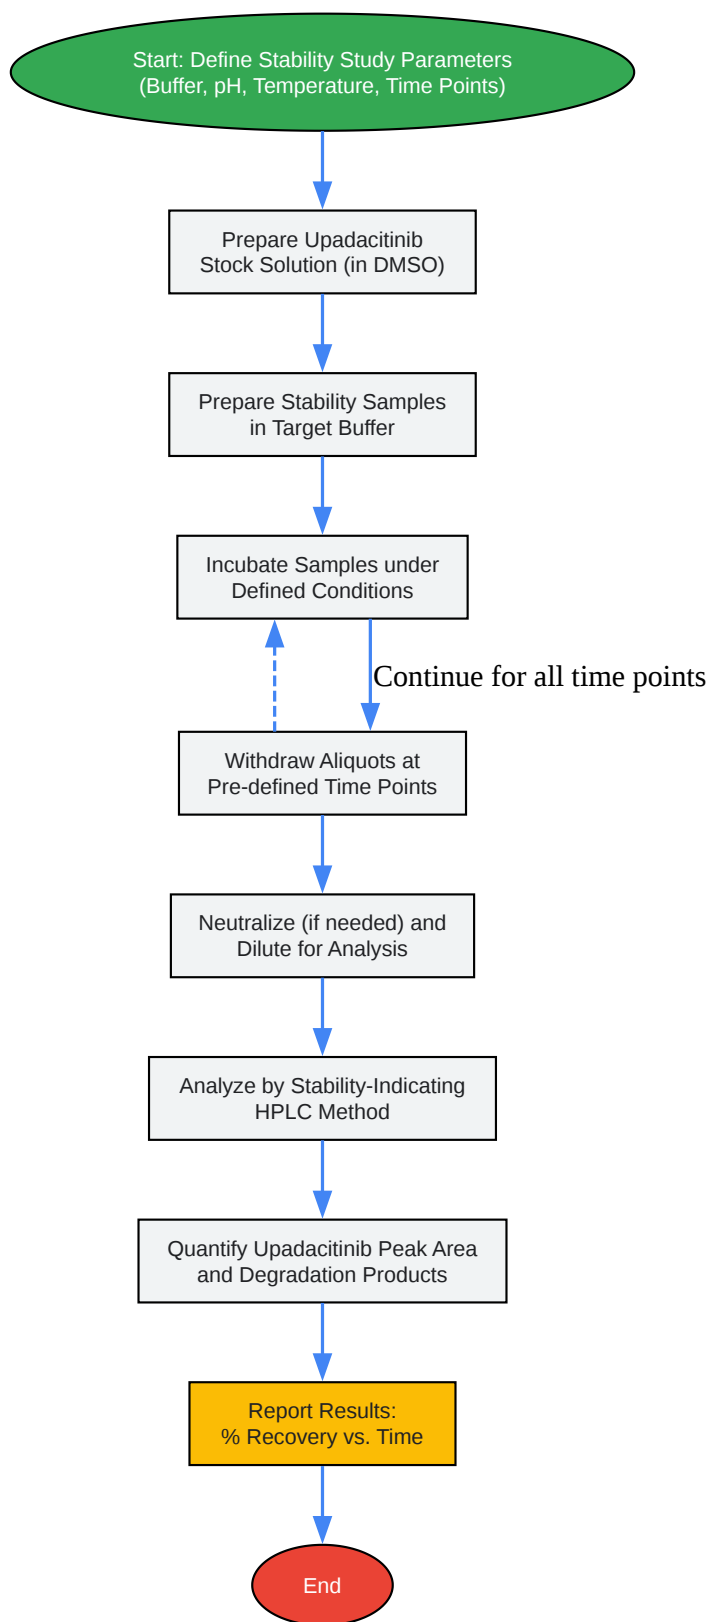 Start: Define Stability Study Parameters
(Buffer, pH, Temperature, Time Points)
Prepare Upadacitinib
Stock Solution (in DMSO)
Prepare Stability Samples
in Target Buffer
Incubate Samples under
Defined Conditions
Continue for all time points
Withdraw Aliquots at
Pre-defined Time Points
Neutralize (if needed) and
Dilute for Analysis
Analyze by Stability-Indicating
HPLC Method
Quantify Upadacitinib Peak Area
and Degradation Products
Report Results:
% Recovery vs. Time
End